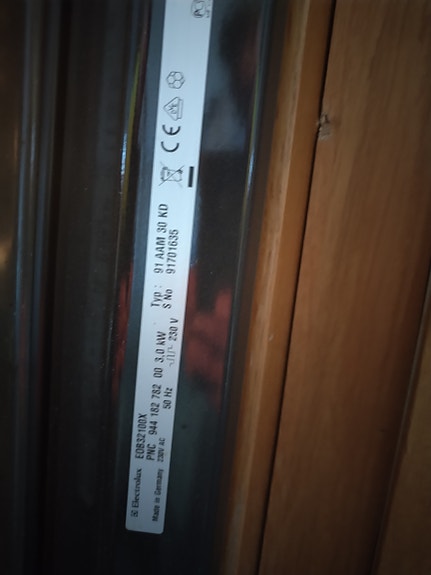 Electrolux EOB32100X
PNC 944 182 782 00 3.0 kW Typ: 91 AAM 30 KD
Made in Germany 230V AC 50 Hz 230 V S No 91701635
CE